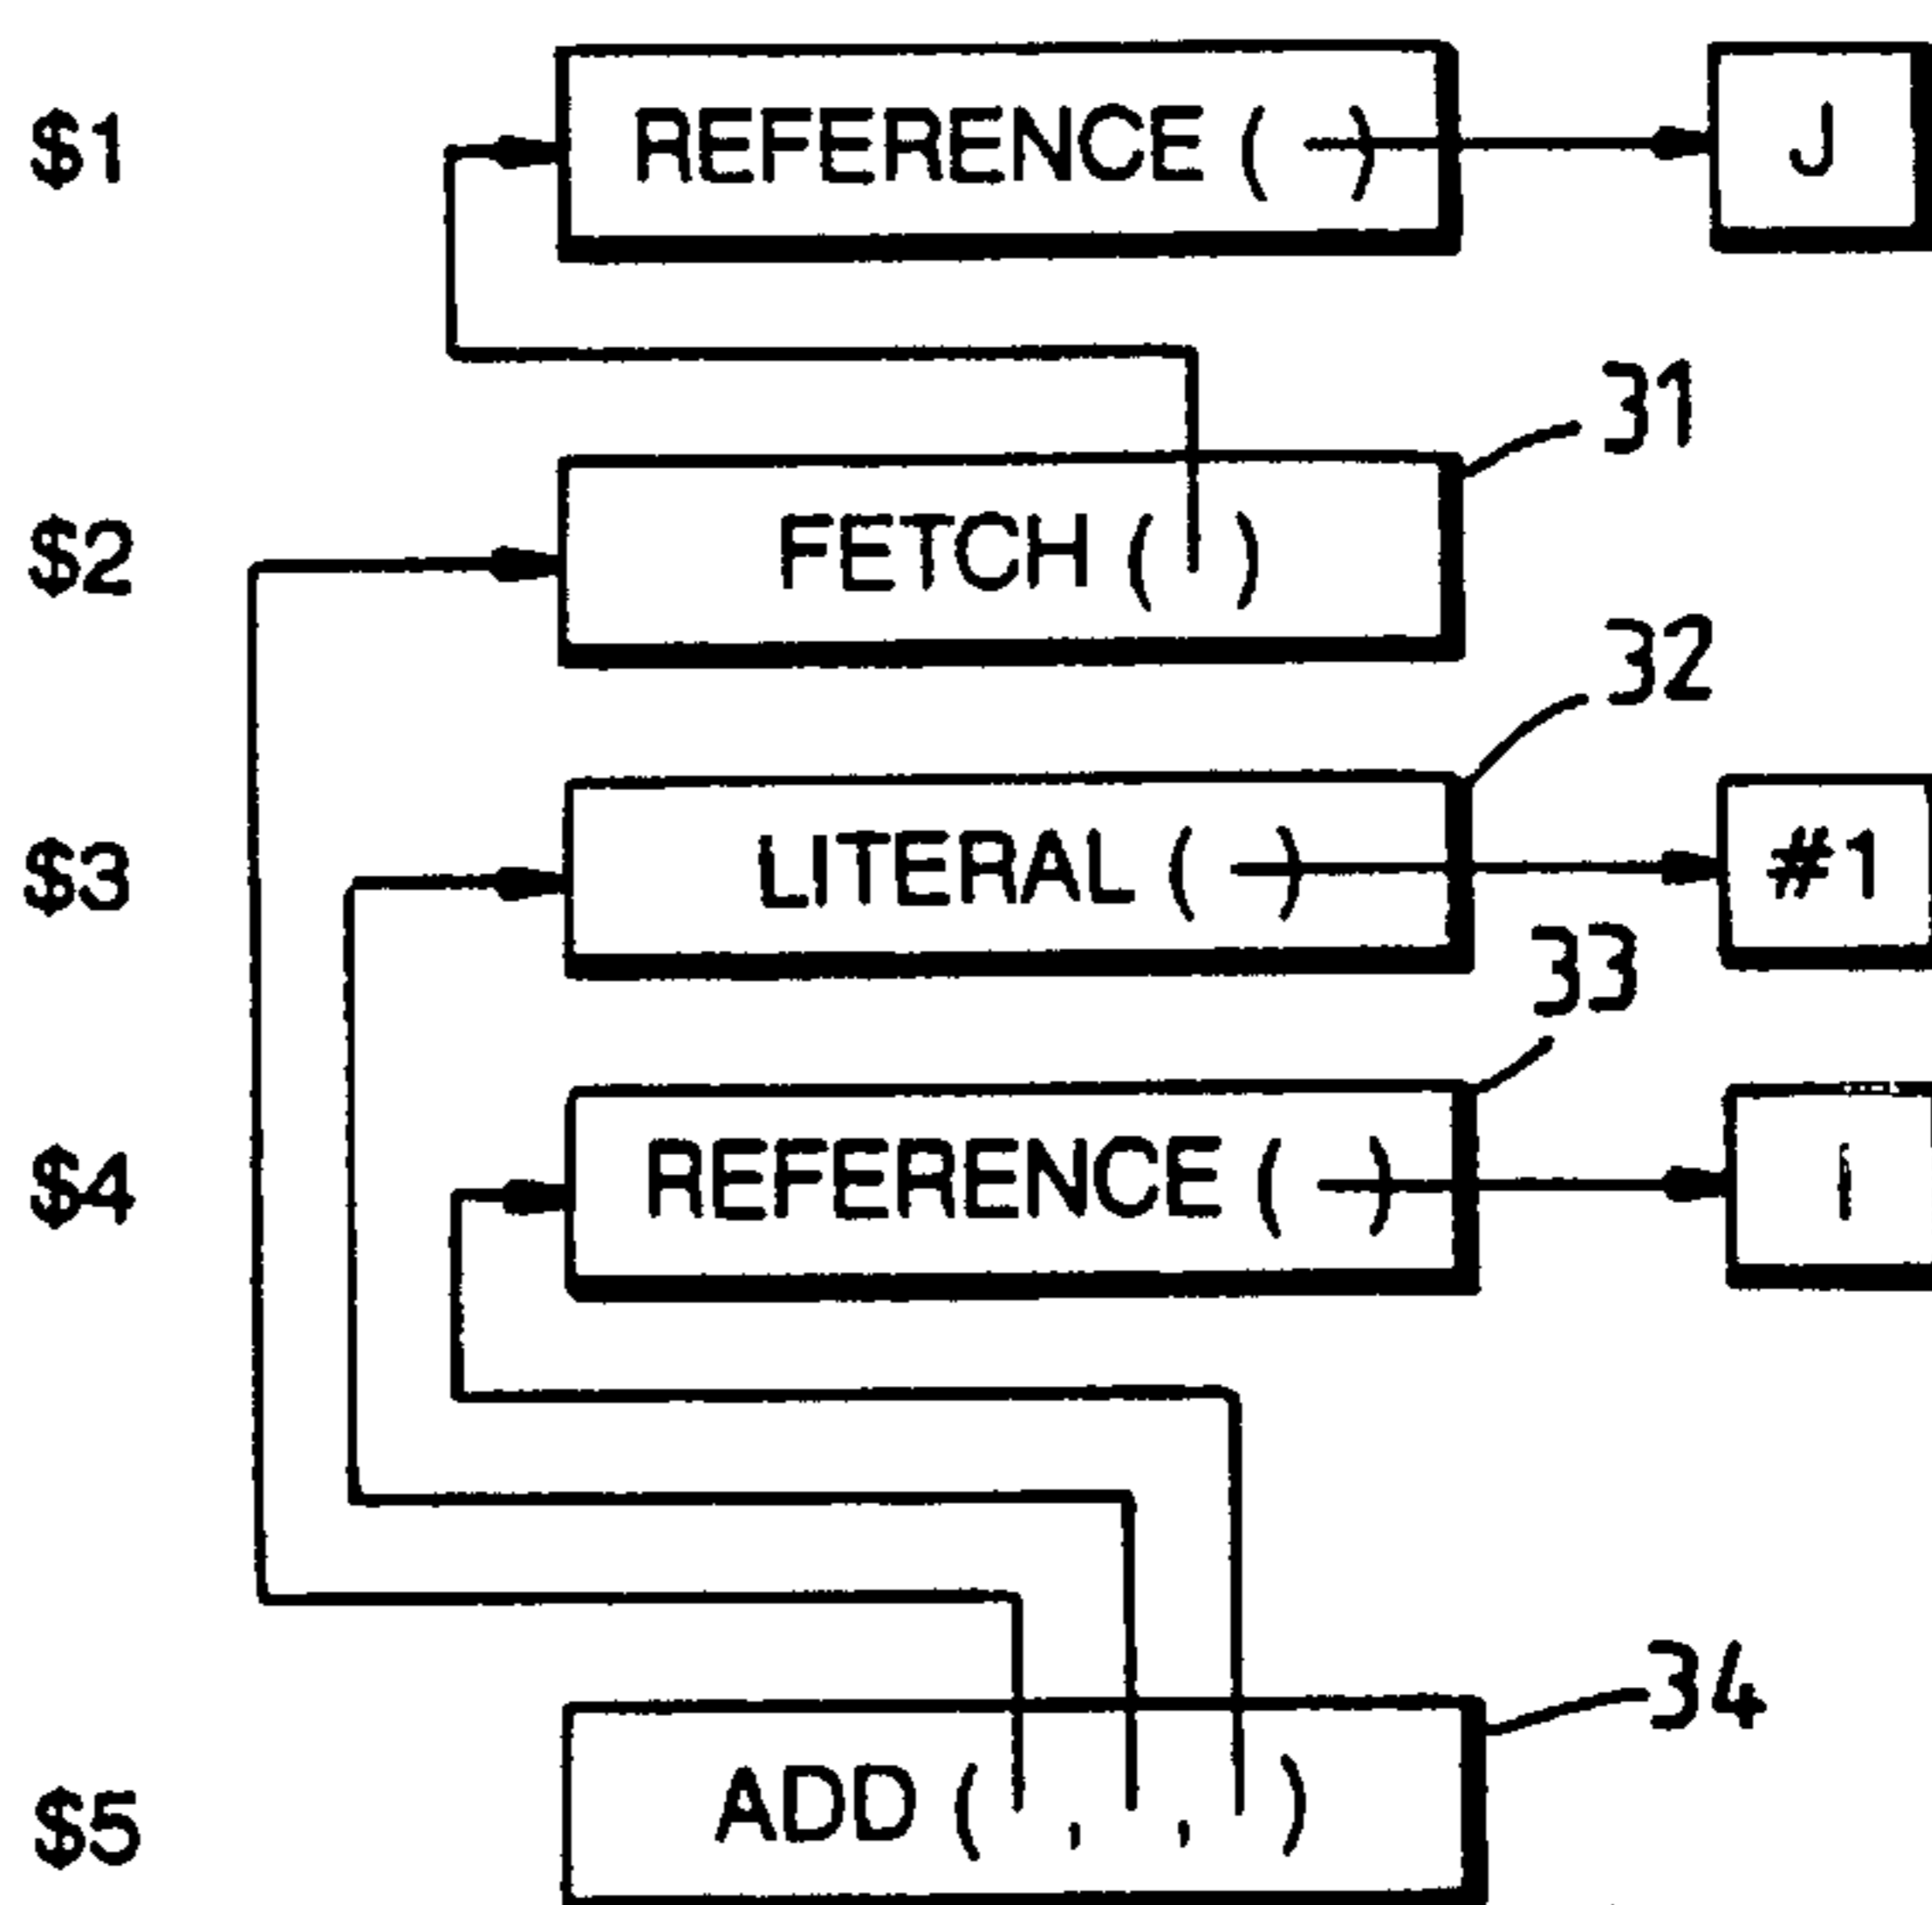 $1 REFERENCE ( ) J
31
$2 FETCH ( )
32
$3 LITERAL ( ) #1
33
$4 REFERENCE ( ) I
34
$5 ADD ( , , )